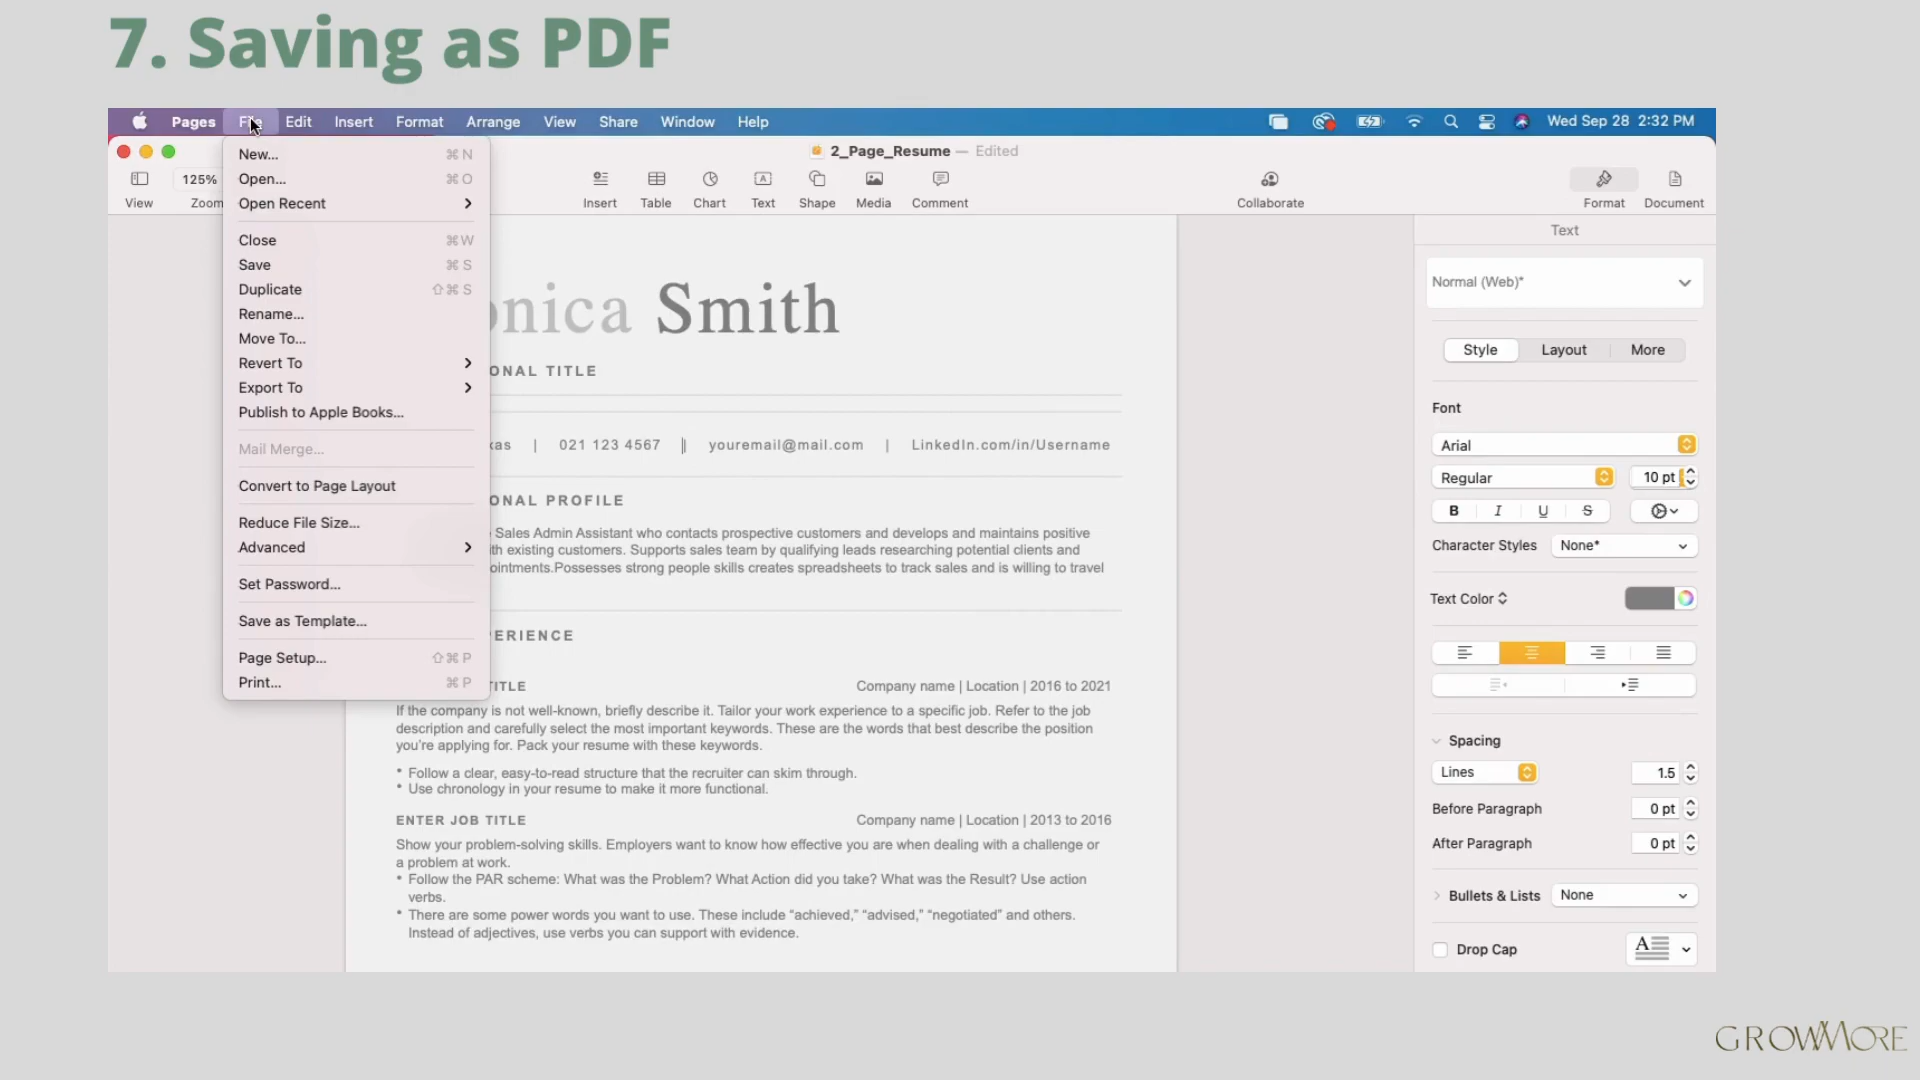 7. Saving as PDF
Pages File Edit Insert Format Arrange View Share Window Help Wed Sep 28 2:32 PM
2_Page_Resume — Edited
125%
View Zoom Insert Table Chart Text Shape Media Comment Collaborate Format Document
New... ⌘ N
Open... ⌘ O
Open Recent
Close ⌘ W
Save ⌘ S
Duplicate ⇧ ⌘ S
Rename...
Move To...
Revert To
Export To
Publish to Apple Books...
Mail Merge...
Convert to Page Layout
Reduce File Size...
Advanced
Set Password...
Save as Template...
Page Setup... ⇧ ⌘ P
Print... ⌘ P
onica Smith
ONAL TITLE
xas | 021 123 4567 | youremail@mail.com | LinkedIn.com/in/Username
ONAL PROFILE
Sales Admin Assistant who contacts prospective customers and develops and maintains positive
th existing customers. Supports sales team by qualifying leads researching potential clients and
ointments.Possesses strong people skills creates spreadsheets to track sales and is willing to travel
ERIENCE
ITLE Company name | Location | 2016 to 2021
If the company is not well-known, briefly describe it. Tailor your work experience to a specific job. Refer to the job
description and carefully select the most important keywords. These are the words that best describe the position
you're applying for. Pack your resume with these keywords.
* Follow a clear, easy-to-read structure that the recruiter can skim through.
* Use chronology in your resume to make it more functional.
ENTER JOB TITLE Company name | Location | 2013 to 2016
Show your problem-solving skills. Employers want to know how effective you are when dealing with a challenge or
a problem at work.
* Follow the PAR scheme: What was the Problem? What Action did you take? What was the Result? Use action
verbs.
* There are some power words you want to use. These include “achieved,” “advised,” “negotiated” and others.
Instead of adjectives, use verbs you can support with evidence.
Text
Normal (Web)*
Style Layout More
Font
Arial
Regular 10 pt
B I U S
Character Styles None*
Text Color
Spacing
Lines 1.5
Before Paragraph 0 pt
After Paragraph 0 pt
Bullets & Lists None
Drop Cap A
GROWMORE